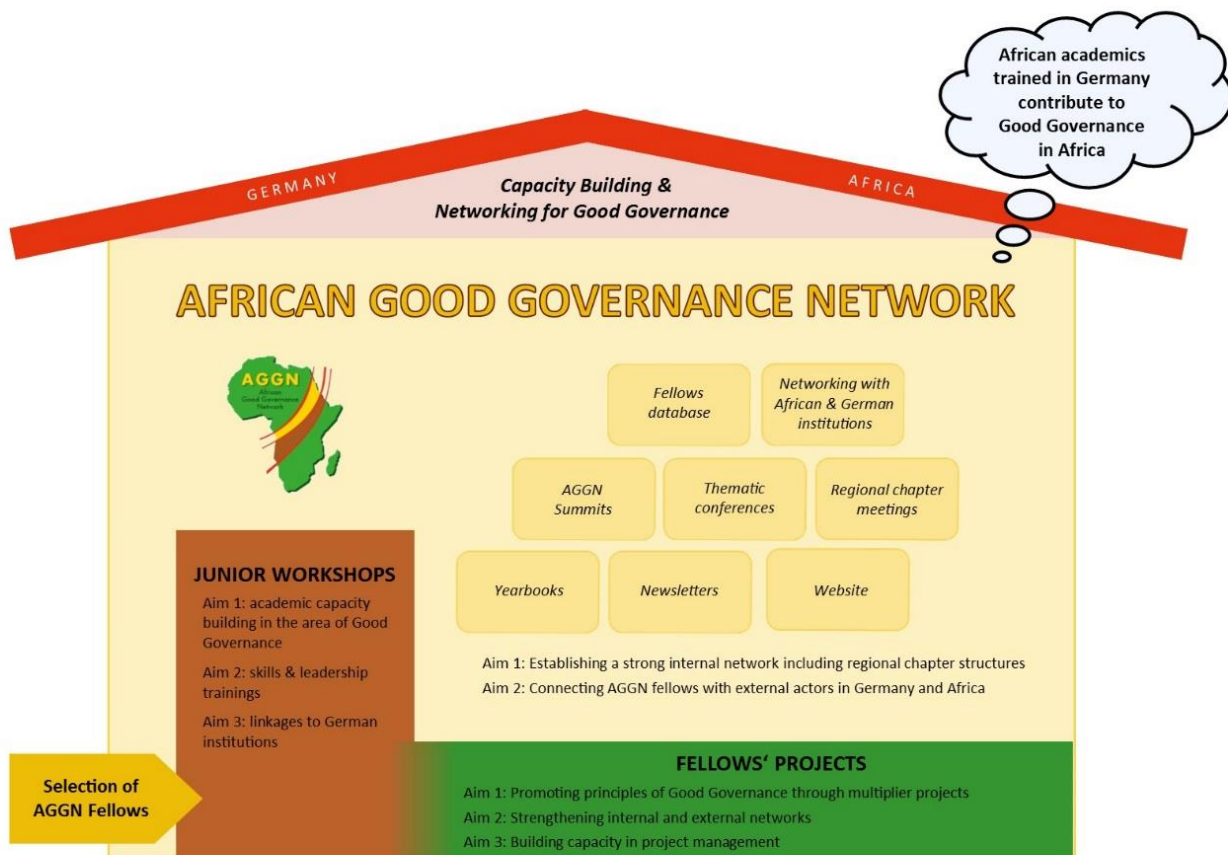 African academics
trained in Germany
contribute to
Good Governance
in Africa
GERMANY
AFRICA
Capacity Building &
Networking for Good Governance
AFRICAN GOOD GOVERNANCE NETWORK
AGGN
African
Good Governance
Network
Fellows
database
Networking with
African & German
institutions
AGGN
Summits
Thematic
conferences
Regional chapter
meetings
Yearbooks
Newsletters
Website
Aim 1: Establishing a strong internal network including regional chapter structures
Aim 2: Connecting AGGN fellows with external actors in Germany and Africa
JUNIOR WORKSHOPS
Aim 1: academic capacity
building in the area of Good
Governance
Aim 2: skills & leadership
trainings
Aim 3: linkages to German
institutions
Selection of
AGGN Fellows
FELLOWS‘ PROJECTS
Aim 1: Promoting principles of Good Governance through multiplier projects
Aim 2: Strengthening internal and external networks
Aim 3: Building capacity in project management